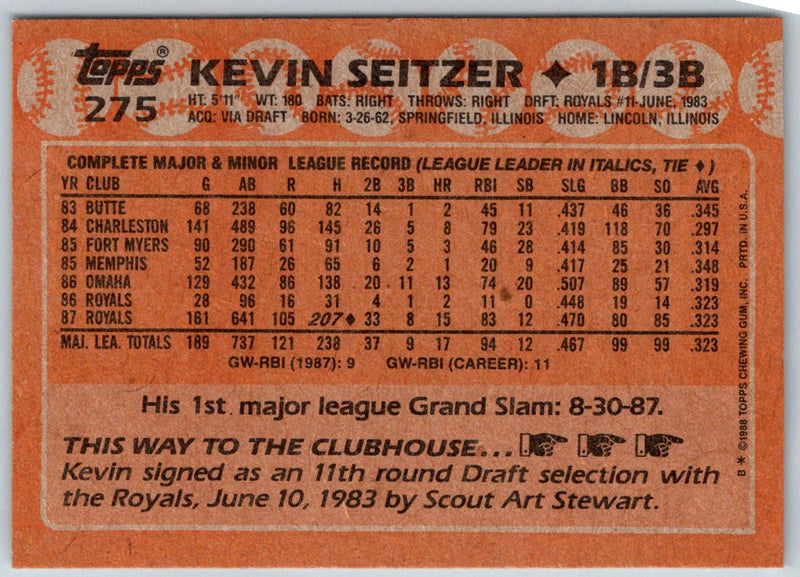 topps®
275
KEVIN SEITZER ♦ 1B/3B
HT: 5'11" WT: 180 BATS: RIGHT THROWS: RIGHT DRFT: ROYALS #11-JUNE, 1983
ACQ: VIA DRAFT BORN: 3-26-62, SPRINGFIELD, ILLINOIS HOME: LINCOLN, ILLINOIS
COMPLETE MAJOR & MINOR LEAGUE RECORD (LEAGUE LEADER IN ITALICS, TIE ♦)
YR CLUB G AB R H 2B 3B HR RBI SB SLG BB SO AVG
83 BUTTE 68 238 60 82 14 1 2 45 11 .437 46 36 .345
84 CHARLESTON 141 489 96 145 26 5 8 79 23 .419 118 70 .297
85 FORT MYERS 90 290 61 91 10 5 3 46 28 .414 85 30 .314
85 MEMPHIS 52 187 26 65 6 2 1 20 9 .417 25 21 .348
86 OMAHA 129 432 86 138 20 11 13 74 20 .507 89 57 .319
86 ROYALS 28 96 16 31 4 1 2 11 0 .448 19 14 .323
87 ROYALS 161 641 105 207♦ 33 8 15 83 12 .470 80 85 .323
MAJ. LEA. TOTALS 189 737 121 238 37 9 17 94 12 .467 99 99 .323
GW-RBI (1987): 9 GW-RBI (CAREER): 11
His 1st major league Grand Slam: 8-30-87.
THIS WAY TO THE CLUBHOUSE...
Kevin signed as an 11th round Draft selection with
the Royals, June 10, 1983 by Scout Art Stewart.
B * ©1988 TOPPS CHEWING GUM, INC. PRTD. IN U.S.A.